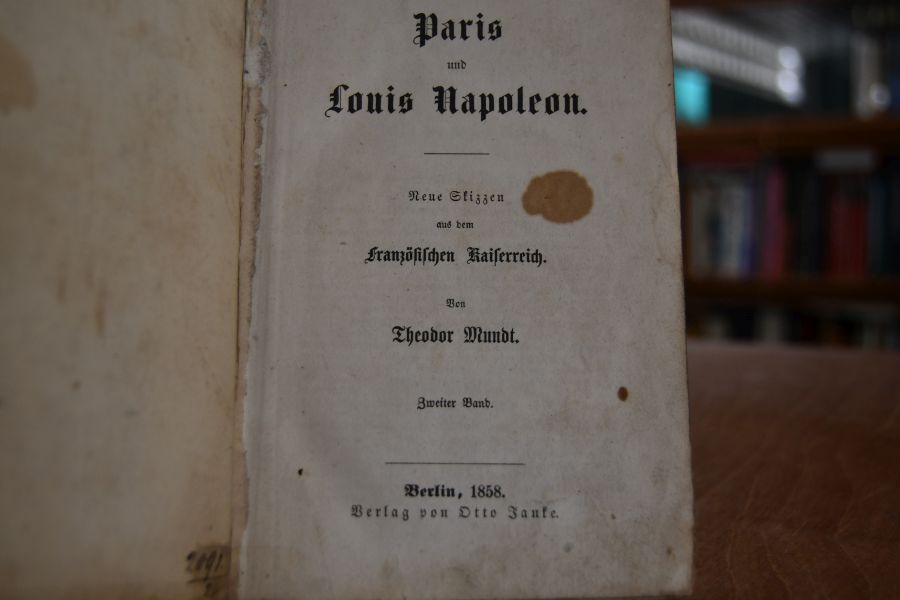 Paris
und
Louis Napoleon.
Neue Skizzen
aus dem
Französischen Kaiserreich.
Von
Theodor Mundt.
Zweiter Band.
Berlin, 1858.
Verlag von Otto Janke.
2091